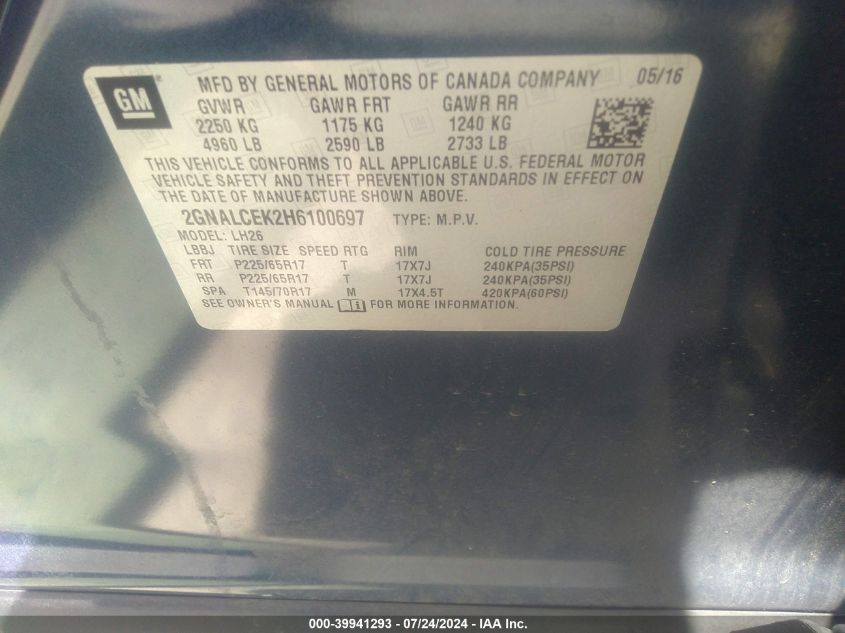 GM
MFD BY GENERAL MOTORS OF CANADA COMPANY 05/16
GVWR GAWR FRT GAWR RR
2250 KG 1175 KG 1240 KG
4960 LB 2590 LB 2733 LB
THIS VEHICLE CONFORMS TO ALL APPLICABLE U.S. FEDERAL MOTOR
VEHICLE SAFETY AND THEFT PREVENTION STANDARDS IN EFFECT ON
THE DATE OF MANUFACTURE SHOWN ABOVE.
2GNALCEK2H6100697 TYPE: M.P.V.
MODEL: LH26
LBBJ TIRE SIZE SPEED RTG RIM COLD TIRE PRESSURE
FRT P225/65R17 T 17X7J 240KPA(35PSI)
RR P225/65R17 T 17X7J 240KPA(35PSI)
SPA T145/70R17 M 17X4.5T 420KPA(60PSI)
SEE OWNER'S MANUAL FOR MORE INFORMATION.
000-39941293 - 07/24/2024 - IAA Inc.